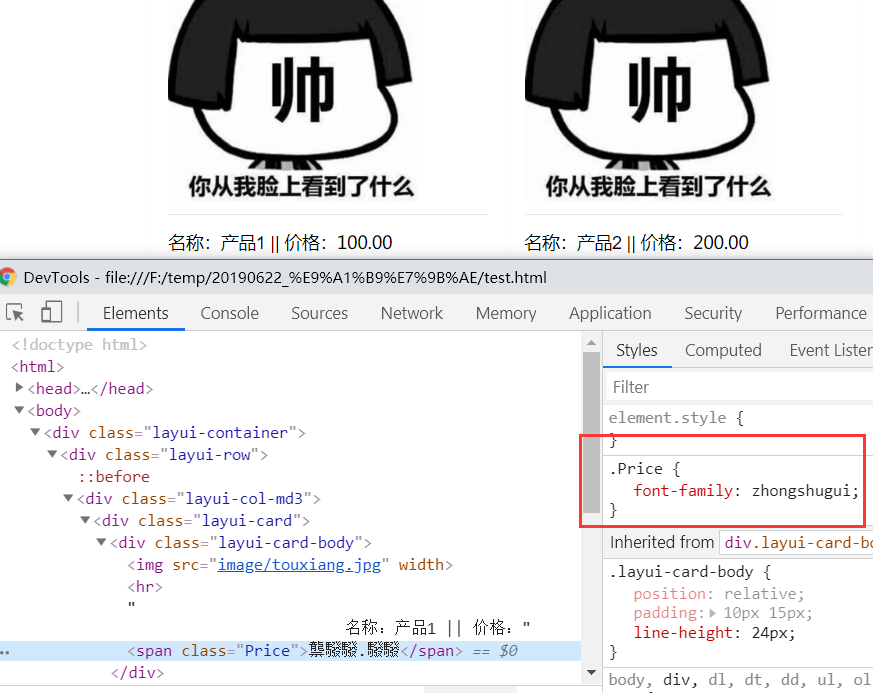 帅
帅
你从我脸上看到了什么
你从我脸上看到了什么
名称：产品1 || 价格：100.00
名称：产品2 || 价格：200.00
DevTools - file:///F:/temp/20190622_%E9%A1%B9%E7%9B%AE/test.html
Elements Console Sources Network Memory Application Security Performance
<!doctype html>
<html>
<head>…</head>
<body>
<div class="layui-container">
<div class="layui-row">
::before
<div class="layui-col-md3">
<div class="layui-card">
<div class="layui-card-body">
<img src="image/touxiang.jpg" width>
<hr>
"
名称：产品1 || 价格："
<span class="Price">龒驋驋.驋驋</span> == $0
</div>
Styles Computed Event Listen
Filter
element.style {
}
.Price {
font-family: zhongshugui;
}
Inherited from div.layui-card-bo
.layui-card-body {
position: relative;
padding: 10px 15px;
line-height: 24px;
}
body, div, dl, dt, dd, ul, ol